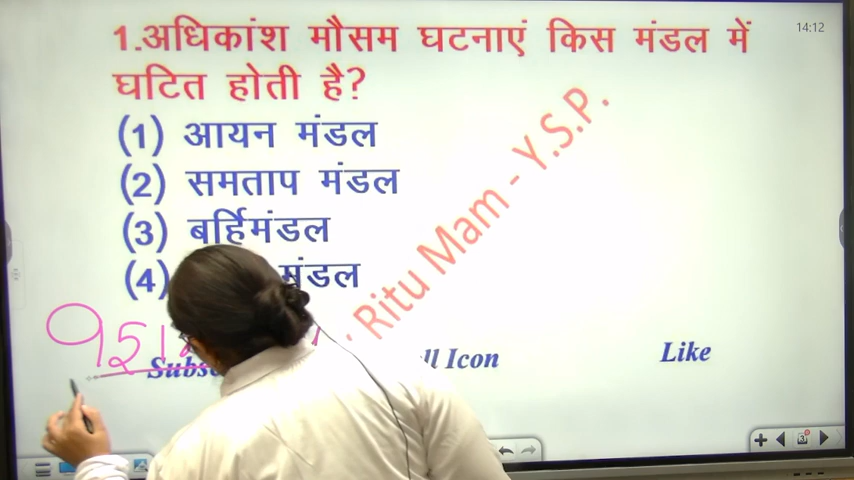 14:12
1.अधिकांश मौसम घटनाएं किस मंडल में
घटित होती है?
(1) आयन मंडल
(2) समताप मंडल
(3) बर्हिमंडल
(4) मंडल
Ritu Mam - Y.S.P.
Icon
Like